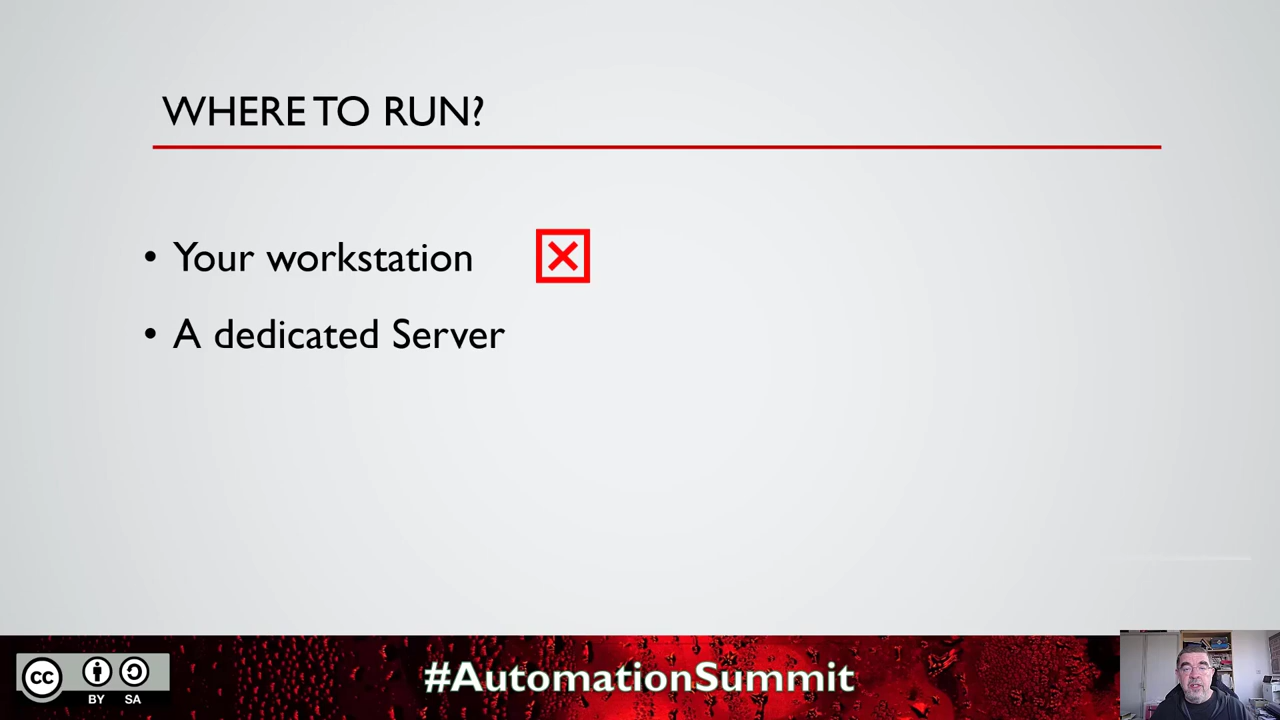 WHERE TO RUN?
• Your workstation
• A dedicated Server
cc
BY SA
#AutomationSummit